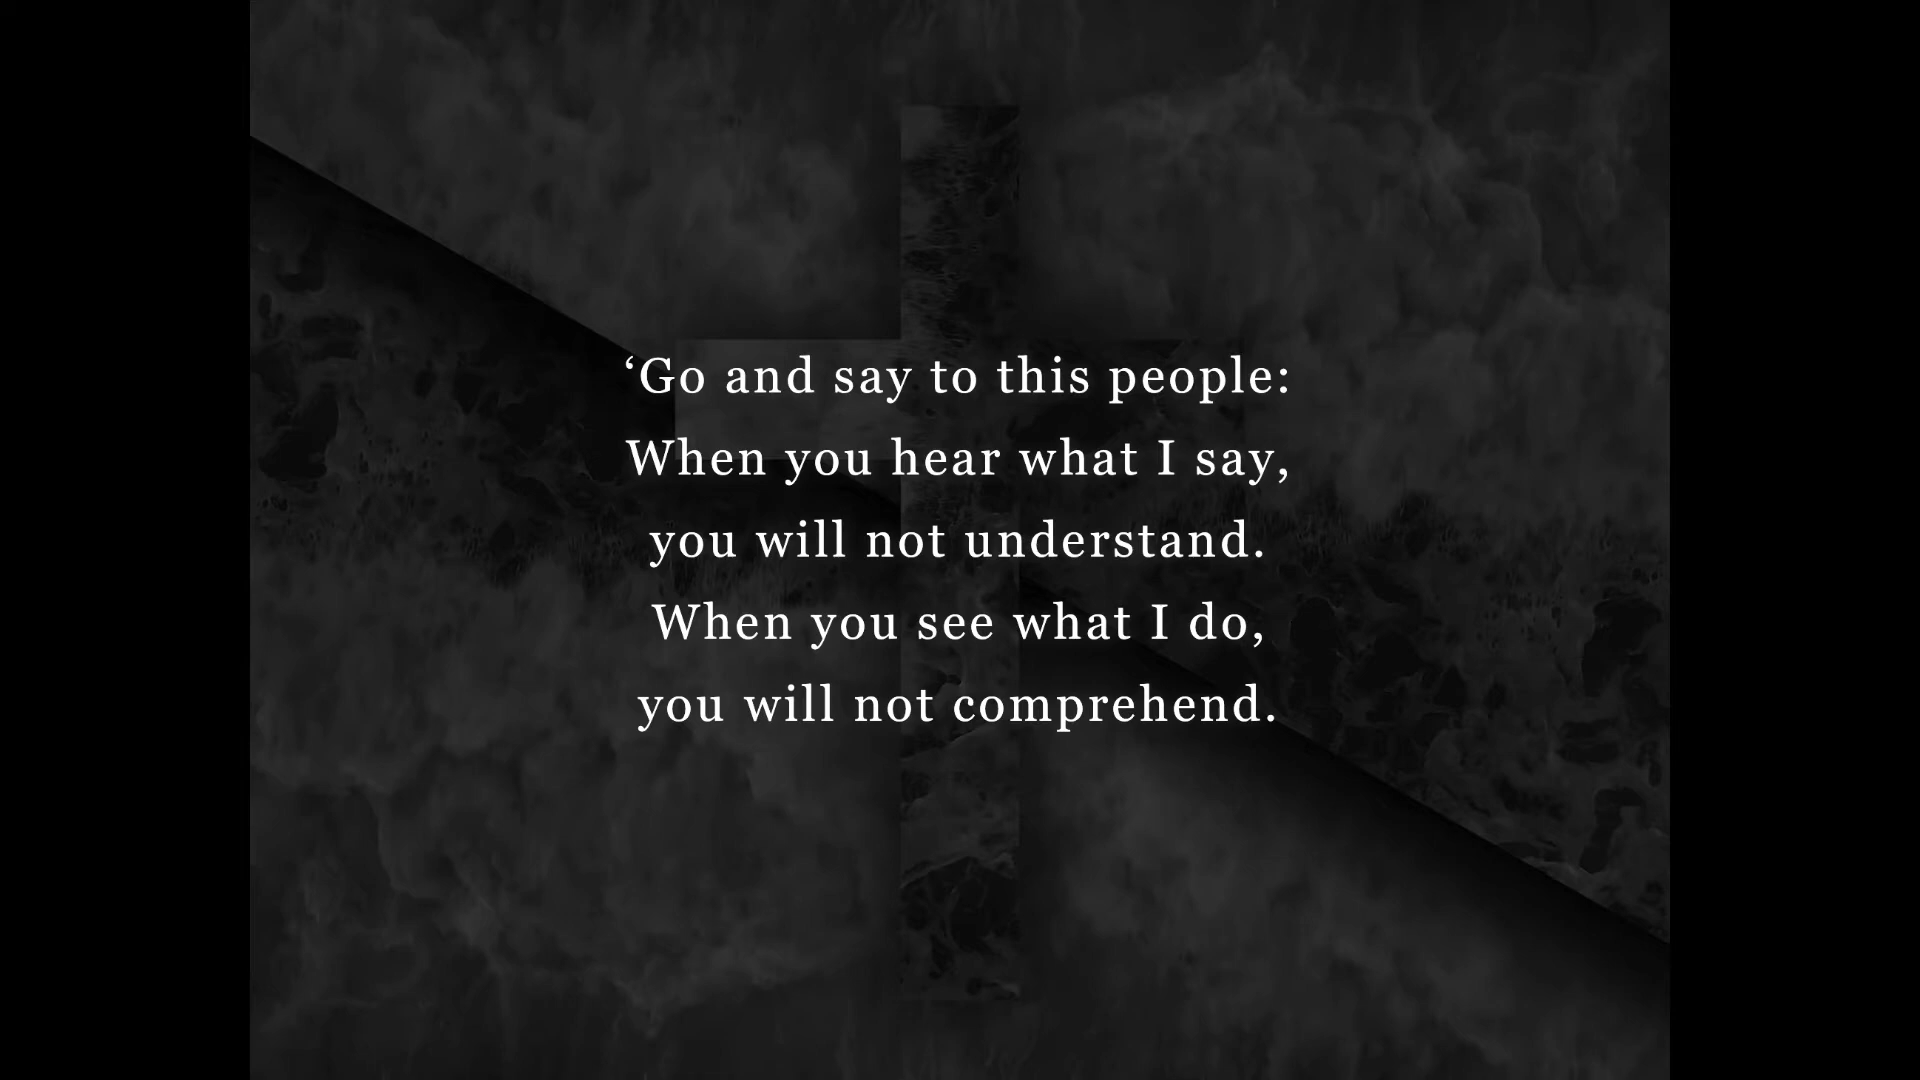 ‘Go and say to this people:
When you hear what I say,
you will not understand.
When you see what I do,
you will not comprehend.